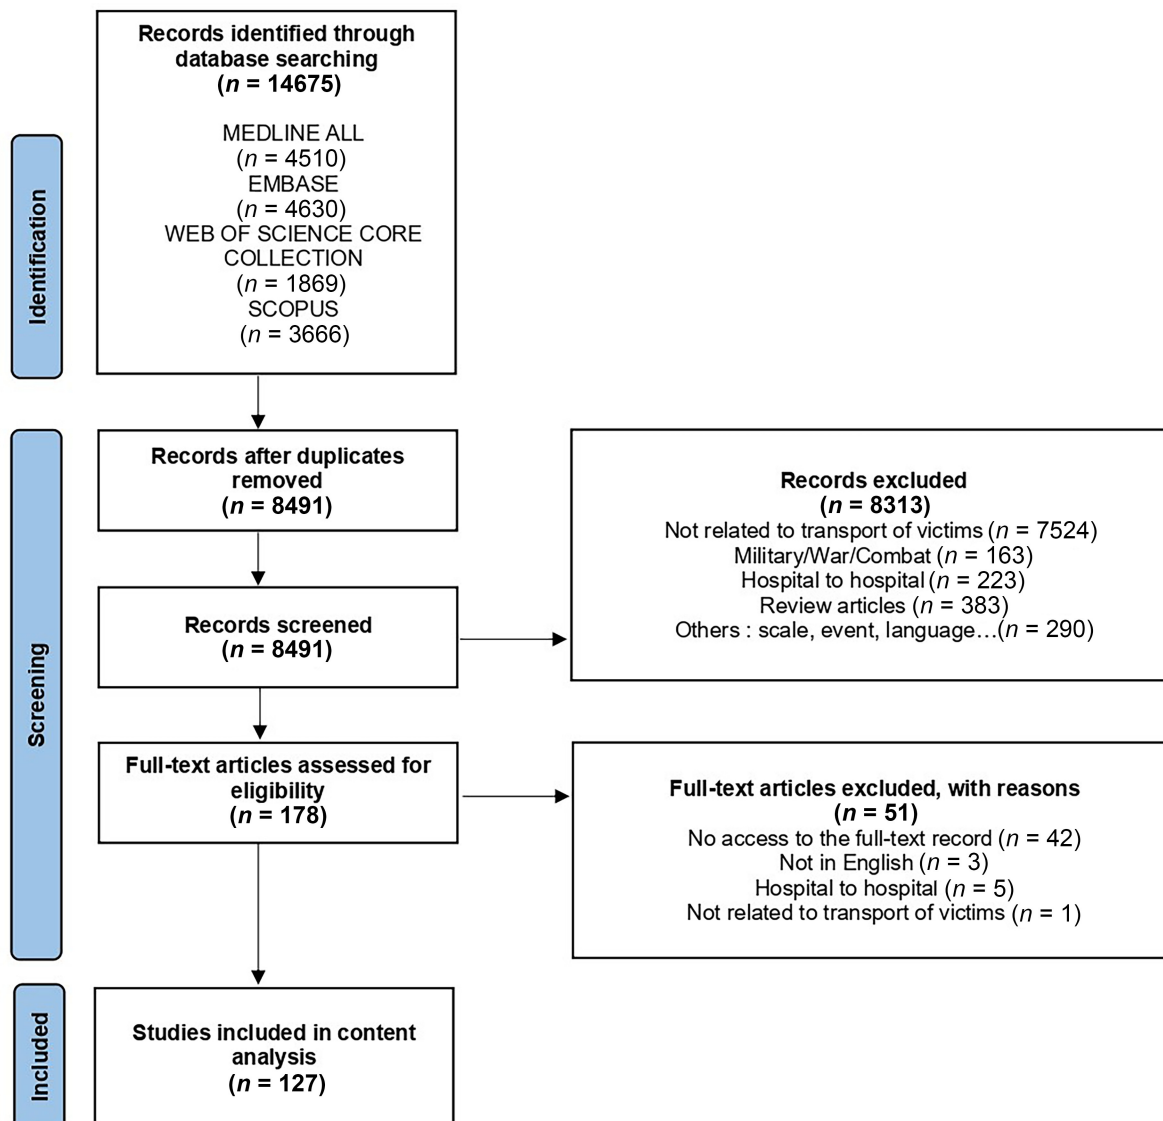 Identification
Records identified through
database searching
(n = 14675)
MEDLINE ALL
(n = 4510)
EMBASE
(n = 4630)
WEB OF SCIENCE CORE
COLLECTION
(n = 1869)
SCOPUS
(n = 3666)
Screening
Records after duplicates
removed
(n = 8491)
Records screened
(n = 8491)
Records excluded
(n = 8313)
Not related to transport of victims (n = 7524)
Military/War/Combat (n = 163)
Hospital to hospital (n = 223)
Review articles (n = 383)
Others : scale, event, language…(n = 290)
Full-text articles assessed for
eligibility
(n = 178)
Full-text articles excluded, with reasons
(n = 51)
No access to the full-text record (n = 42)
Not in English (n = 3)
Hospital to hospital (n = 5)
Not related to transport of victims (n = 1)
Included
Studies included in content
analysis
(n = 127)